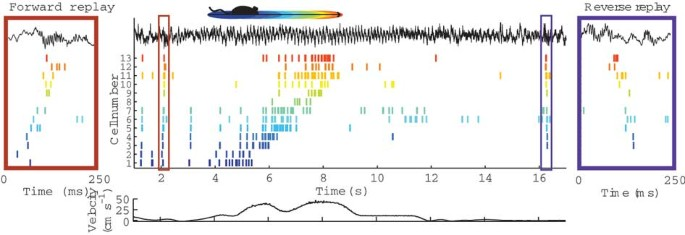 Forward replay
Reverse replay
13
12
11
10
9
8
7
6
5
4
3
2
1
Cell number
0 250
Time (ms)
2 4 6 8 10 12 14 16
Time (s)
0 250
Time (ms)
50
25
0
Velocity
(cm s⁻¹)